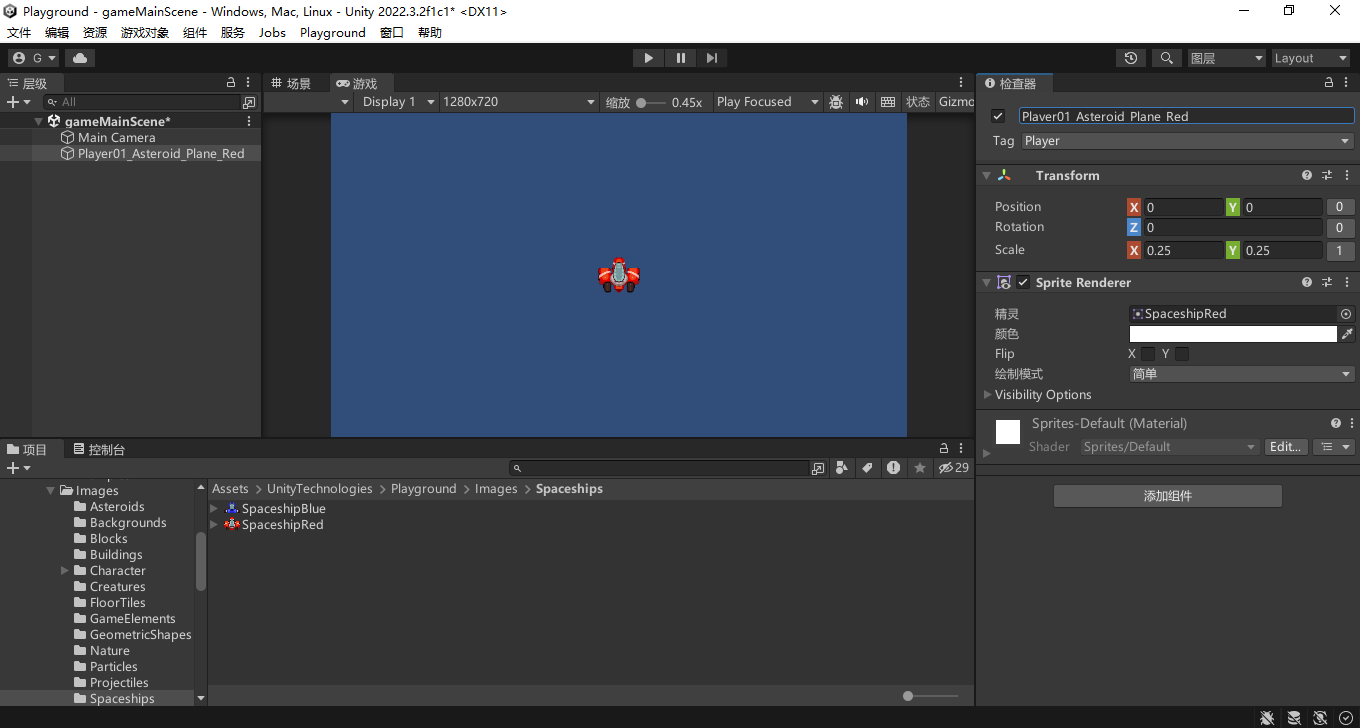 Playground - gameMainScene - Windows, Mac, Linux - Unity 2022.3.2f1c1* <DX11>
文件 编辑 资源 游戏对象 组件 服务 Jobs Playground 窗口 帮助
G 图层 Layout
层级
All
gameMainScene*
Main Camera
Player01_Asteroid_Plane_Red
场景 游戏
Display 1 1280x720 缩放 0.45x Play Focused 状态 Gizmo
检查器
Player01_Asteroid_Plane_Red
Tag Player
Transform
Position X 0 Y 0 0
Rotation Z 0 0
Scale X 0.25 Y 0.25 1
Sprite Renderer
精灵 SpaceshipRed
颜色
Flip X Y
绘制模式 简单
Visibility Options
Sprites-Default (Material)
Shader Sprites/Default Edit...
添加组件
项目 控制台
29
Images
Asteroids
Backgrounds
Blocks
Buildings
Character
Creatures
FloorTiles
GameElements
GeometricShapes
Nature
Particles
Projectiles
Spaceships
Assets > UnityTechnologies > Playground > Images > Spaceships
SpaceshipBlue
SpaceshipRed